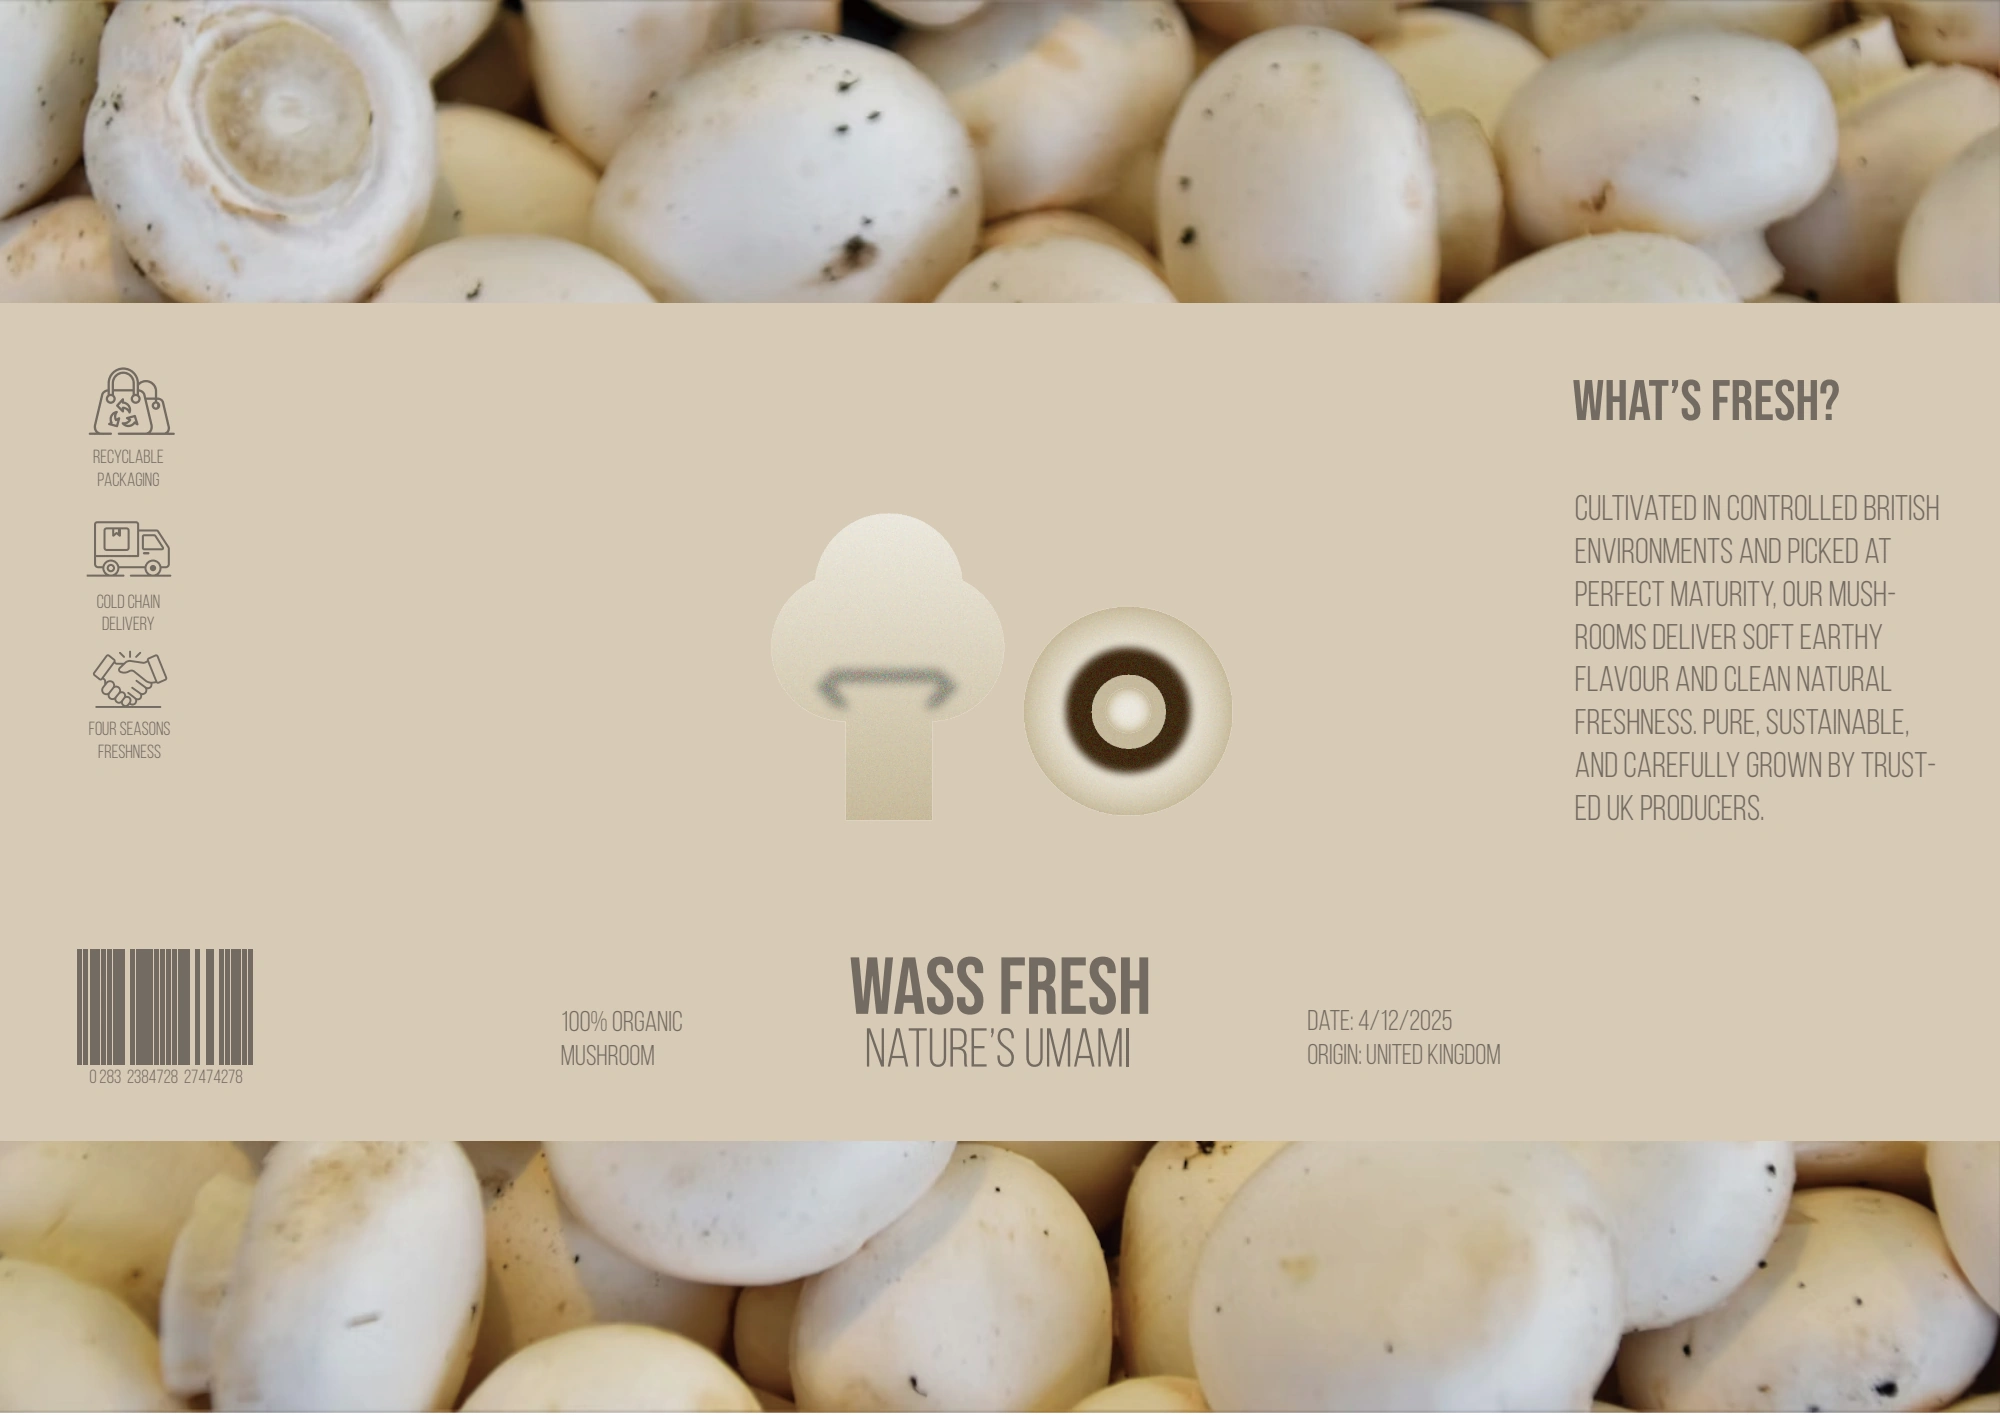 RECYCLABLE
PACKAGING
COLD CHAIN
DELIVERY
FOUR SEASONS
FRESHNESS
0 283 2384728 27474278
100% ORGANIC
MUSHROOM
WASS FRESH
NATURE'S UMAMI
DATE: 4/12/2025
ORIGIN: UNITED KINGDOM
WHAT'S FRESH?
CULTIVATED IN CONTROLLED BRITISH
ENVIRONMENTS AND PICKED AT
PERFECT MATURITY, OUR MUSH-
ROOMS DELIVER SOFT EARTHY
FLAVOUR AND CLEAN NATURAL
FRESHNESS. PURE, SUSTAINABLE,
AND CAREFULLY GROWN BY TRUST-
ED UK PRODUCERS.